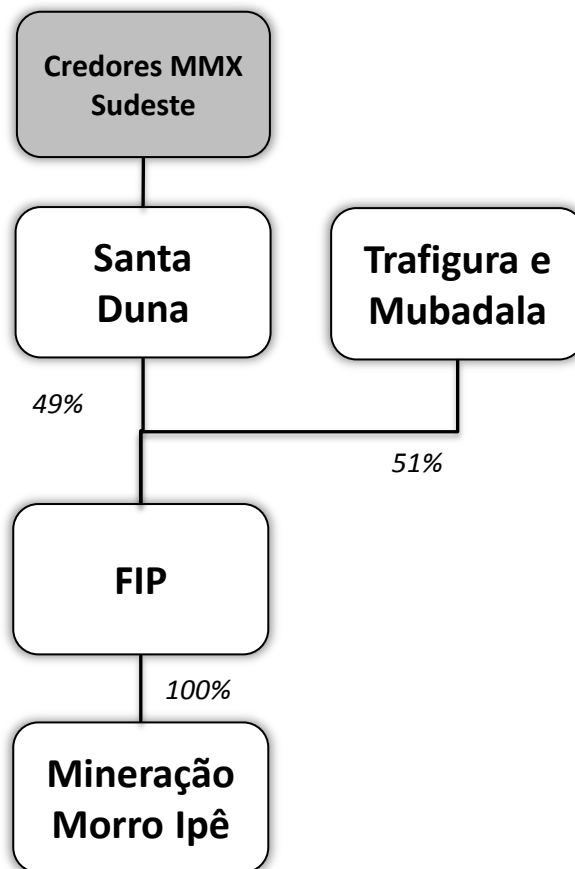 Credores MMX
Sudeste
Santa
Duna
Trafigura e
Mubadala
49%
51%
FIP
100%
Mineração
Morro Ipê